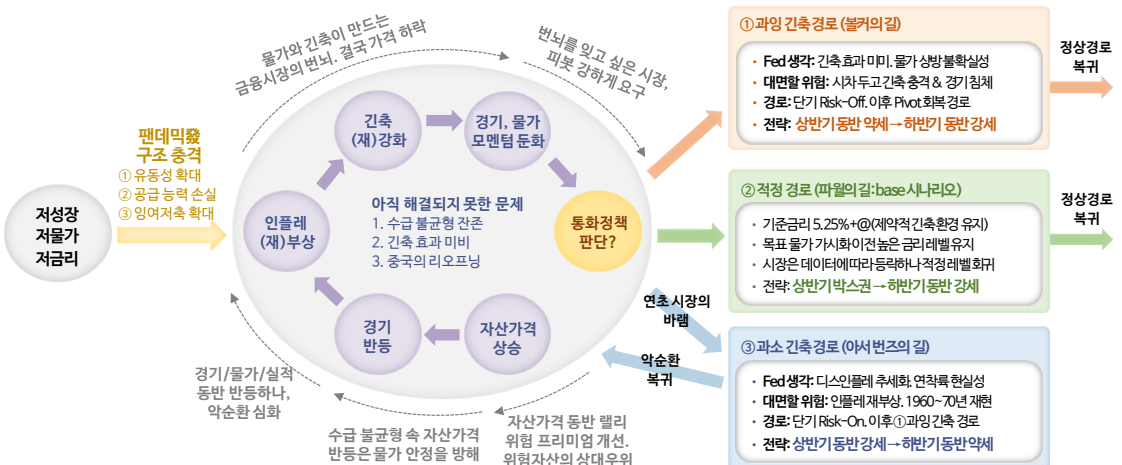 저성장
저물가
저금리
팬데믹發
구조 충격
① 유동성 확대
② 공급 능력 손실
③ 잉여저축 확대
물가와 긴축이 만드는
금융시장의 번뇌. 결국 가격 하락
번뇌를 잊고 싶은 시장,
피봇 강하게 요구
긴축
(재)강화
경기, 물가
모멘텀 둔화
인플레
(재)부상
아직 해결되지 못한 문제
1. 수급 불균형 잔존
2. 긴축 효과 미비
3. 중국의 리오프닝
통화정책
판단?
경기
반등
자산가격
상승
경기/물가/실적
동반 반등하나,
악순환 심화
수급 불균형 속 자산가격
반등은 물가 안정을 방해
자산가격 동반 랠리
위험 프리미엄 개선.
위험자산의 상대우위
연초 시장의
바램
악순환
복귀
① 과잉 긴축 경로 (볼커의 길)
• Fed 생각: 긴축 효과 미미. 물가 상방 불확실성
• 대면할 위험: 시차 두고 긴축 충격 & 경기 침체
• 경로: 단기 Risk-Off. 이후 Pivot 회복 경로
• 전략: 상반기 동반 약세 → 하반기 동반 강세
정상경로
복귀
② 적정 경로 (파월의 길: base 시나리오)
• 기준금리 5.25%+@(제약적 긴축 환경 유지)
• 목표 물가 가시화 이전 높은 금리 레벨 유지
• 시장은 데이터에 따라 등락하나 적정 레벨 회귀
• 전략: 상반기 박스권 → 하반기 동반 강세
정상경로
복귀
③ 과소 긴축 경로 (아서 번즈의 길)
• Fed 생각: 디스인플레 추세화. 연착륙 현실성
• 대면할 위험: 인플레 재부상. 1960~70년 재현
• 경로: 단기 Risk-On. 이후 ① 과잉 긴축 경로
• 전략: 상반기 동반 강세 → 하반기 동반 약세